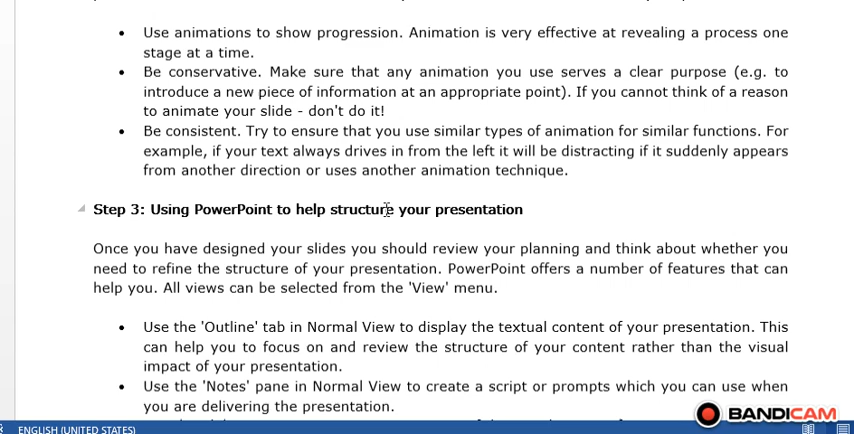 Use animations to show progression. Animation is very effective at revealing a process one
stage at a time.
Be conservative. Make sure that any animation you use serves a clear purpose (e.g. to
introduce a new piece of information at an appropriate point). If you cannot think of a reason
to animate your slide - don't do it!
Be consistent. Try to ensure that you use similar types of animation for similar functions. For
example, if your text always drives in from the left it will be distracting if it suddenly appears
from another direction or uses another animation technique.
Step 3: Using PowerPoint to help structure your presentation
Once you have designed your slides you should review your planning and think about whether you
need to refine the structure of your presentation. PowerPoint offers a number of features that can
help you. All views can be selected from the 'View' menu.
Use the 'Outline' tab in Normal View to display the textual content of your presentation. This
can help you to focus on and review the structure of your content rather than the visual
impact of your presentation.
Use the 'Notes' pane in Normal View to create a script or prompts which you can use when
you are delivering the presentation.
BANDICAM
ENGLISH (UNITED STATES)